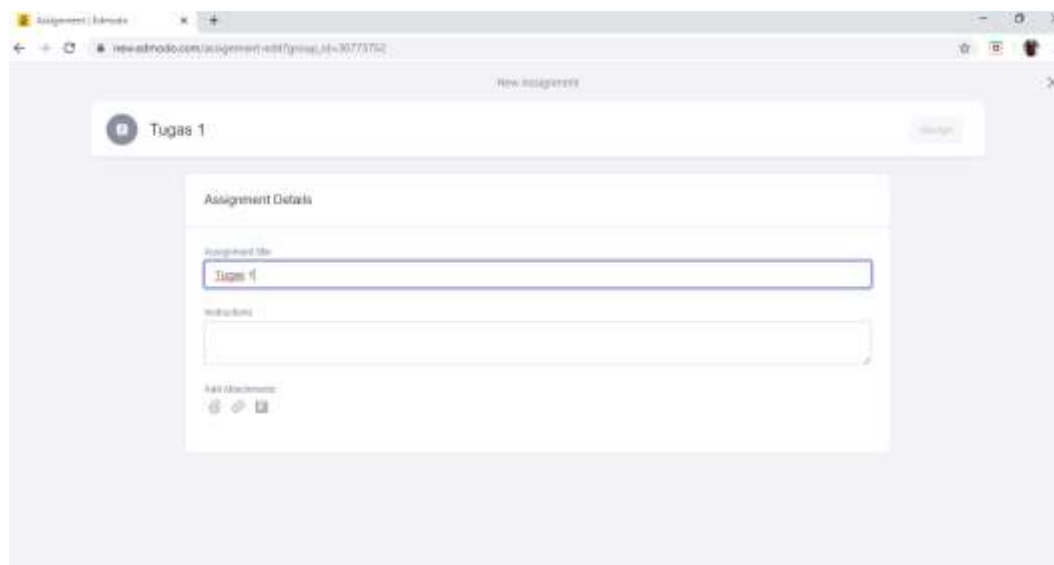 Assignment | Edmodo
new.edmodo.com/assignment-edit?group_id=
New Assignment
Tugas 1
Assign
Assignment Details
Assignment title
Tugas 1
Instructions
Add Attachments